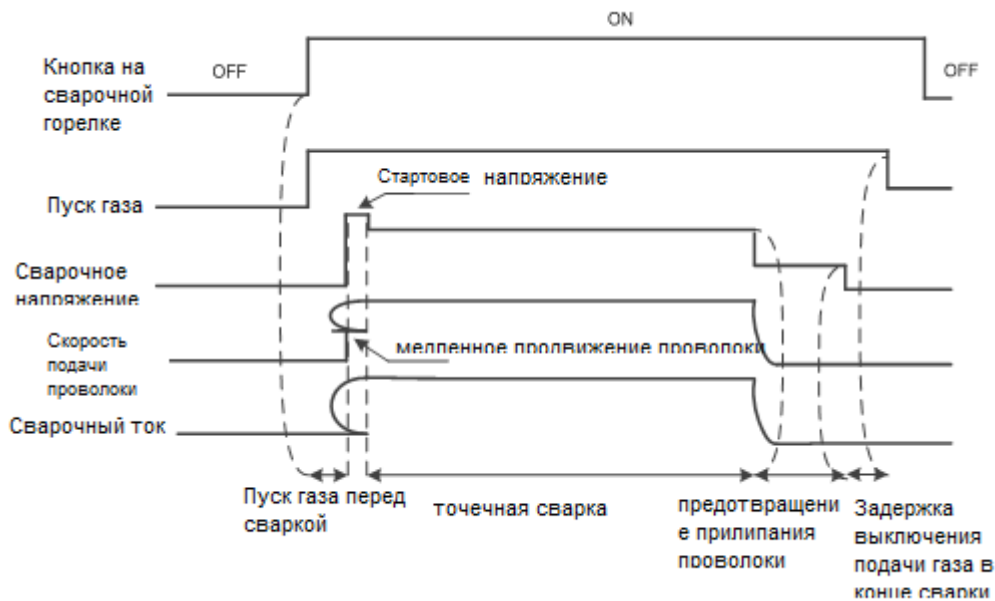 ON
Кнопка на
сварочной
горелке
OFF
OFF
Стартовое напряжение
Пуск газа
Сварочное
напряжение
Скорость
подачи
проволоки
медленное продвижение проволоки
Сварочный ток
Пуск газа перед
сваркой
точечная сварка
предотвращени
е прилипания
проволоки
Задержка
выключения
подачи газа в
конце сварки